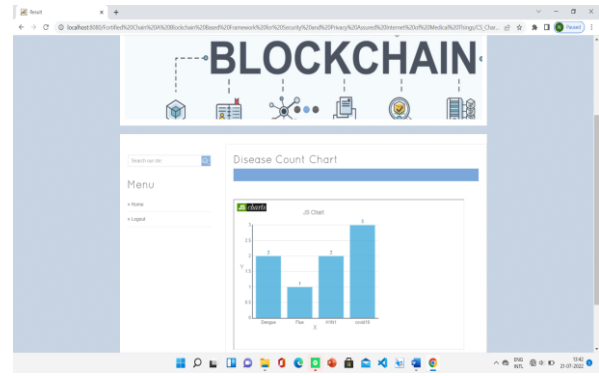 Result
localhost:8080/Fortified%20Chain%20A%20Blockchain%20Based%20Framework%20for%20Security%20and%20Privacy%20Assured%20Internet%20of%20Medical%20Things/CS_Char...
Paused
BLOCKCHAIN
Search our site:
Disease Count Chart
Menu
» Home
» Logout
JS charts
JS Chart
3
3
2.5
2
2
2
Y
1.5
1
1
0.5
0
Dengue
Flue
H1N1
covid19
X
ENG
INTL
13:42
21-07-2022